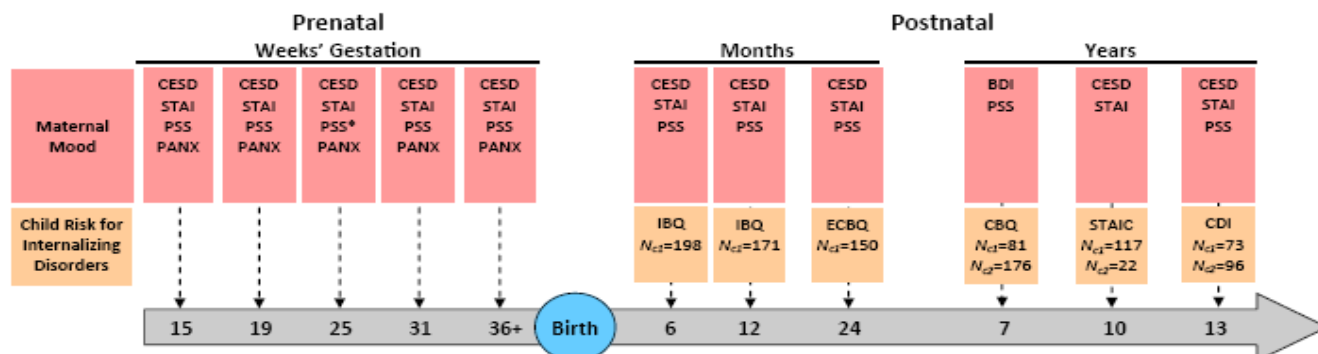 Prenatal
Weeks' Gestation
Postnatal
Months
Years
Maternal
Mood
CESD
STAI
PSS
PANX
CESD
STAI
PSS
PANX
CESD
STAI
PSS*
PANX
CESD
STAI
PSS
PANX
CESD
STAI
PSS
PANX
CESD
STAI
PSS
CESD
STAI
PSS
CESD
STAI
PSS
BDI
PSS
CESD
STAI
CESD
STAI
PSS
Child Risk for
Internalizing
Disorders
IBQ
Nc1=198
IBQ
Nc1=171
ECBQ
Nc1=150
CBQ
Nc1=81
Nc2=176
STAIC
Nc1=117
Nc2=22
CDI
Nc1=73
Nc2=96
15 19 25 31 36+ Birth 6 12 24 7 10 13